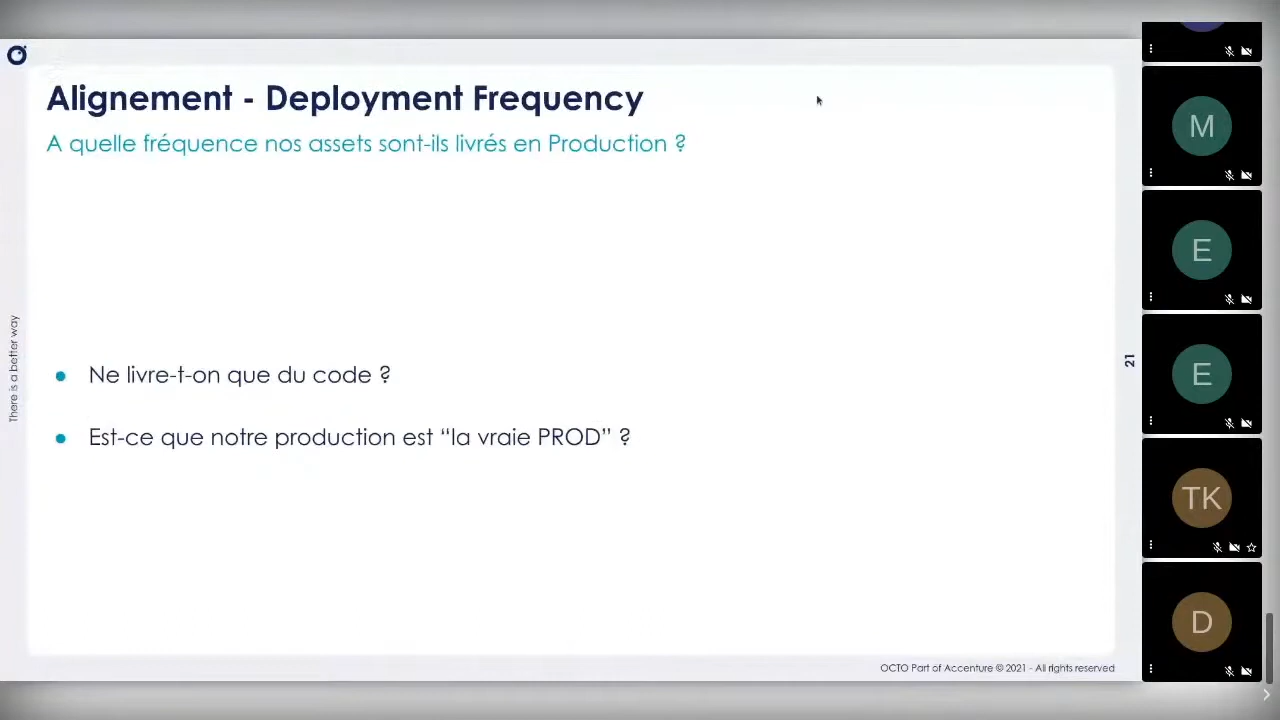 Alignement - Deployment Frequency
A quelle fréquence nos assets sont-ils livrés en Production ?
Ne livre-t-on que du code ?
Est-ce que notre production est “la vraie PROD” ?
There is a better way
21
OCTO Part of Accenture © 2021 - All rights reserved
M
E
E
TK
D